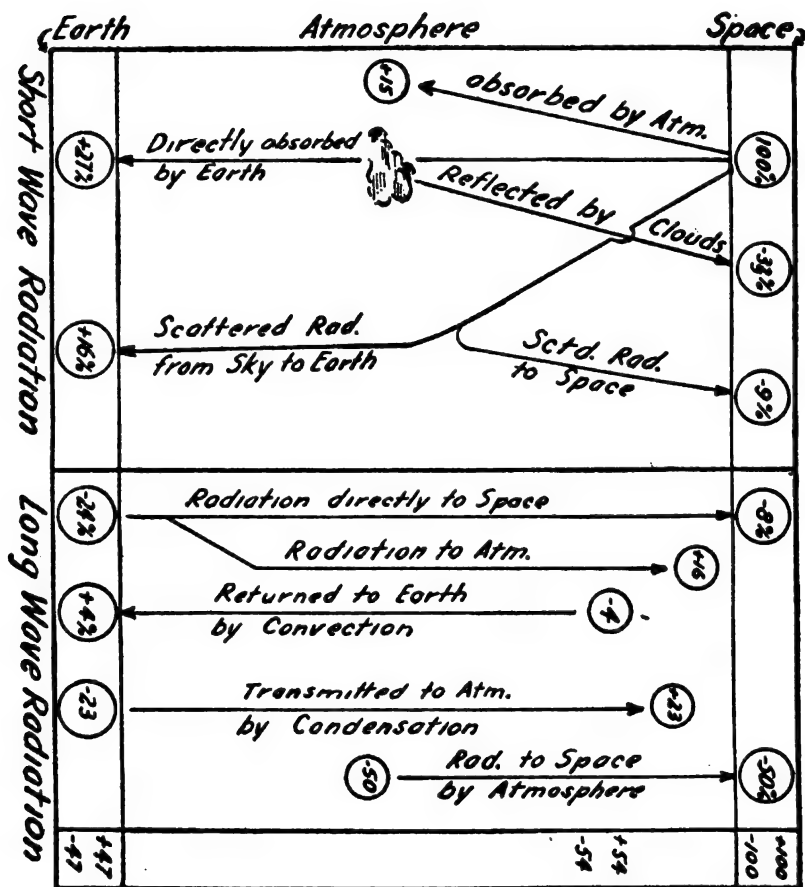 Earth Atmosphere Space
Short Wave Radiation
+15
absorbed by Atm.
100%
+27%
Directly absorbed
by Earth
Reflected by Clouds
-33%
+16%
Scattered Rad.
from Sky to Earth
Sctd. Rad.
to Space
-9%
Long Wave Radiation
-24%
Radiation directly to Space
-8%
Radiation to Atm.
+16
+4%
Returned to Earth
by Convection
-4
-23
Transmitted to Atm.
by Condensation
+23
-50
Rad. to Space
by Atmosphere
-50%
+47
-47
+54
-54
+100
-100